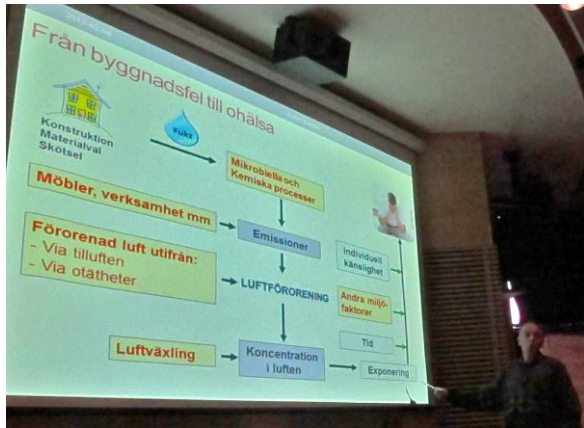 Från byggnadsfel till ohälsa
Fukt
Konstruktion
Materialval
Skötsel
Mikrobiella och
Kemiska processer
Möbler, verksamhet mm
Emissioner
Förorenad luft utifrån:
- Via tilluften
- Via otätheter
LUFTFÖRORENING
Individuell
känslighet
Andra miljö-
faktorer
Tid
Luftväxling
Koncentration
i luften
Exponering